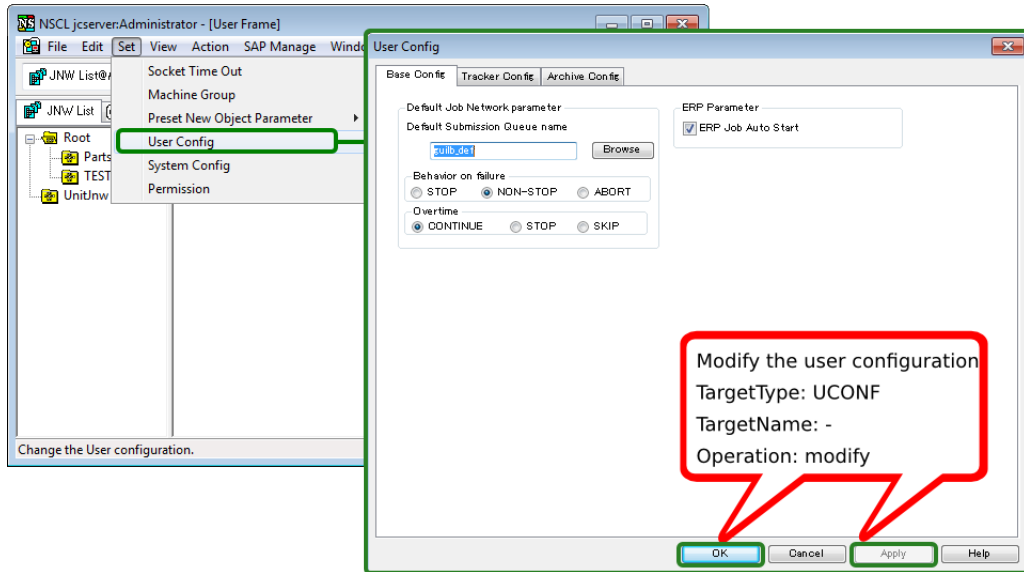 NSCL jcserver:Administrator - [User Frame]
File Edit Set View Action SAP Manage Windo
JNW List@
JNW List
Root
Parts
TEST
UnitJnw
Socket Time Out
Machine Group
Preset New Object Parameter
User Config
System Config
Permission
Change the User configuration.
User Config
Base Config Tracker Config Archive Config
Default Job Network parameter
Default Submission Queue name
guilb_def
Browse
Behavior on failure
STOP NON-STOP ABORT
Overtime
CONTINUE STOP SKIP
ERP Parameter
ERP Job Auto Start
Modify the user configuration
TargetType: UCONF
TargetName: -
Operation: modify
OK Cancel Apply Help